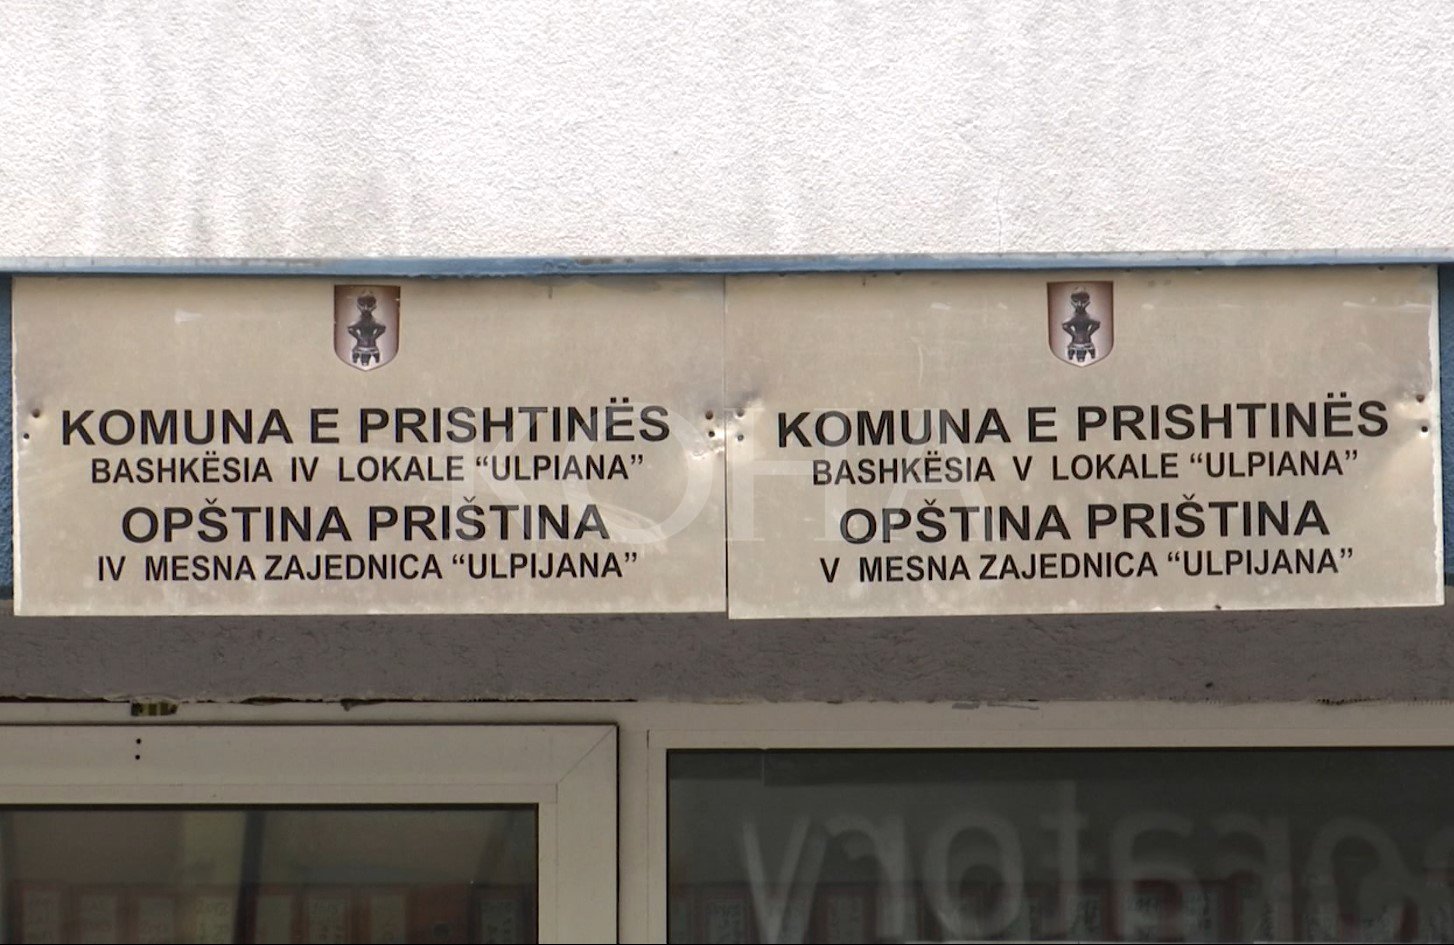 KOMUNA E PRISHTINËS
BASHKËSIA IV LOKALE “ULPIANA”
OPŠTINA PRIŠTINA
IV MESNA ZAJEDNICA “ULPIJANA”
KOMUNA E PRISHTINËS
BASHKËSIA V LOKALE “ULPIANA”
OPŠTINA PRIŠTINA
V MESNA ZAJEDNICA “ULPIJANA”
KOHA